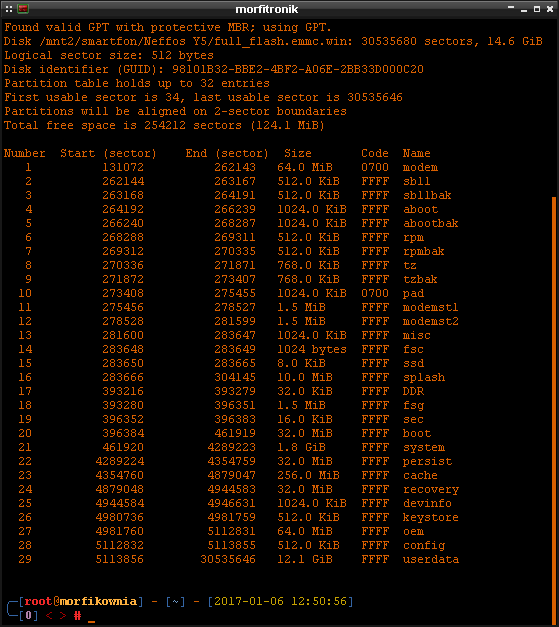 morfitronik
Found valid GPT with protective MBR; using GPT.
Disk /mnt2/smartfon/Neffos Y5/full_flash.emmc.win: 30535680 sectors, 14.6 GiB
Logical sector size: 512 bytes
Disk identifier (GUID): 98101B32-BBE2-4BF2-A06E-2BB33D000C20
Partition table holds up to 32 entries
First usable sector is 34, last usable sector is 30535646
Partitions will be aligned on 2-sector boundaries
Total free space is 254212 sectors (124.1 MiB)
Number  Start (sector)    End (sector)  Size       Code  Name
1          131072          262143   64.0 MiB    0700  modem
2          262144          263167   512.0 KiB   FFFF  sbl1
3          263168          264191   512.0 KiB   FFFF  sbl1bak
4          264192          266239   1024.0 KiB  FFFF  aboot
5          266240          268287   1024.0 KiB  FFFF  abootbak
6          268288          269311   512.0 KiB   FFFF  rpm
7          269312          270335   512.0 KiB   FFFF  rpmbak
8          270336          271871   768.0 KiB   FFFF  tz
9          271872          273407   768.0 KiB   FFFF  tzbak
10          273408          275455   1024.0 KiB  0700  pad
11          275456          278527   1.5 MiB     FFFF  modemst1
12          278528          281599   1.5 MiB     FFFF  modemst2
13          281600          283647   1024.0 KiB  FFFF  misc
14          283648          283649   1024 bytes  FFFF  fsc
15          283650          283665   8.0 KiB     FFFF  ssd
16          283666          304145   10.0 MiB    FFFF  splash
17          393216          393279   32.0 KiB    FFFF  DDR
18          393280          396351   1.5 MiB     FFFF  fsg
19          396352          396383   16.0 KiB    FFFF  sec
20          396384          461919   32.0 MiB    FFFF  boot
21          461920         4289223   1.8 GiB     FFFF  system
22         4289224         4354759   32.0 MiB    FFFF  persist
23         4354760         4879047   256.0 MiB   FFFF  cache
24         4879048         4944583   32.0 MiB    FFFF  recovery
25         4944584         4946631   1024.0 KiB  FFFF  devinfo
26         4980736         4981759   512.0 KiB   FFFF  keystore
27         4981760         5112831   64.0 MiB    FFFF  oem
28         5112832         5113855   512.0 KiB   FFFF  config
29         5113856        30535646   12.1 GiB    FFFF  userdata
[root@morfikownia] - [~] - [2017-01-06 12:50:56]
[0] < > # _